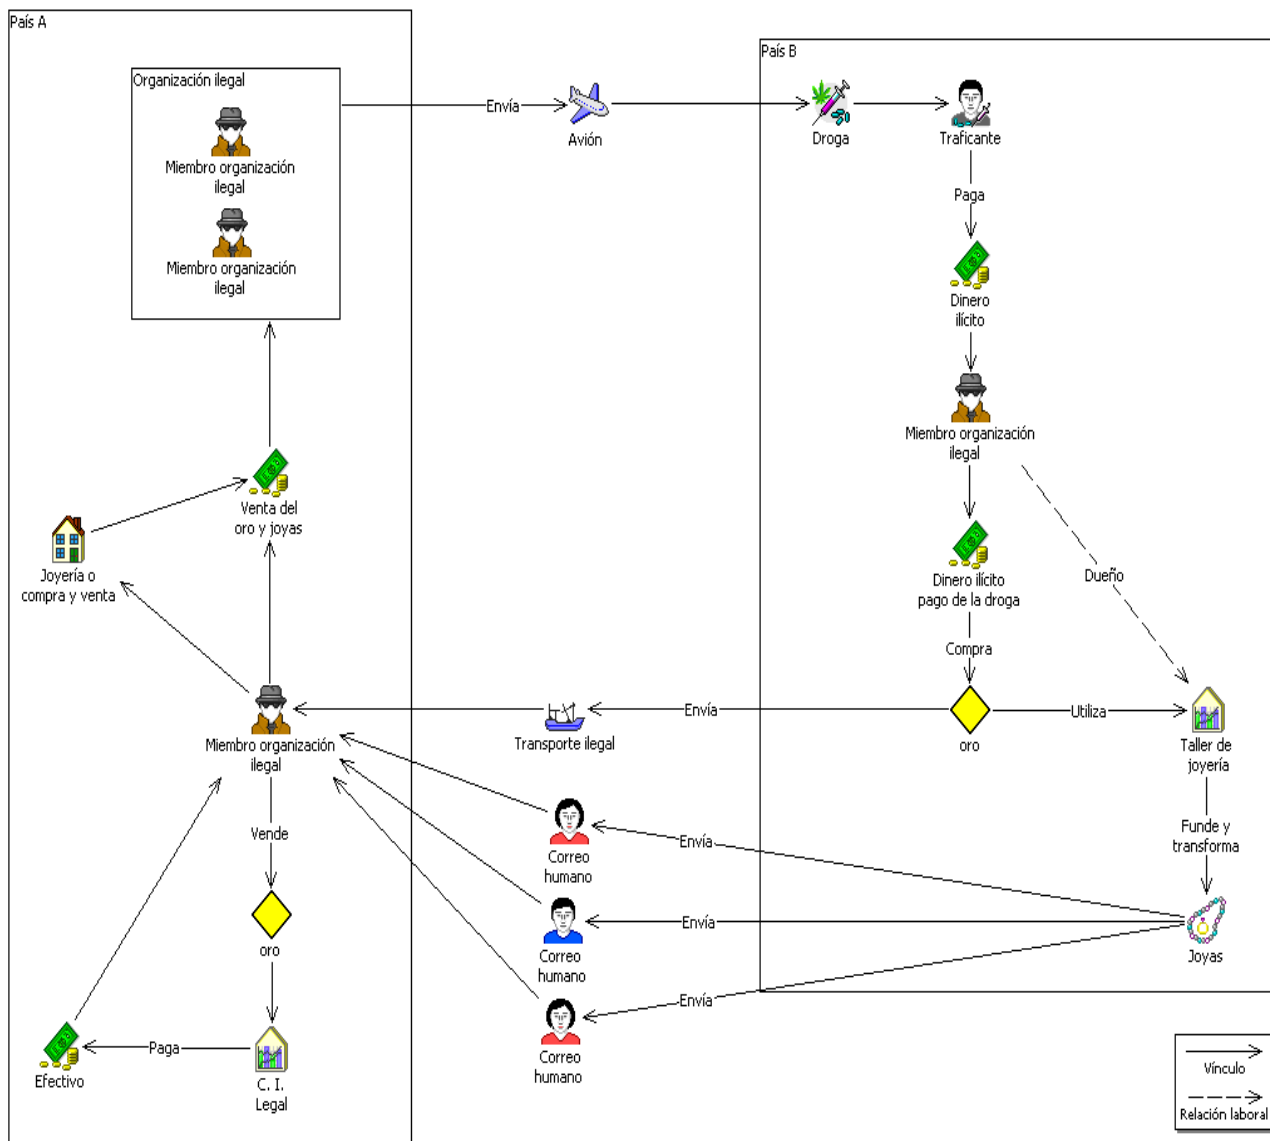 País A
Organización ilegal
Miembro organización
ilegal
Miembro organización
ilegal
Envía
Avión
País B
Droga
Traficante
Paga
Dinero
ilícito
Miembro organización
ilegal
Dinero ilícito
pago de la droga
Dueño
Compra
oro
Utiliza
Taller de
joyería
Funde y
transforma
Joyas
Envía
Transporte ilegal
Envía
Correo
humano
Envía
Correo
humano
Envía
Correo
humano
Venta del
oro y joyas
Joyería o
compra y venta
Miembro organización
ilegal
Vende
oro
C. I.
Legal
Paga
Efectivo
Vínculo
Relación laboral